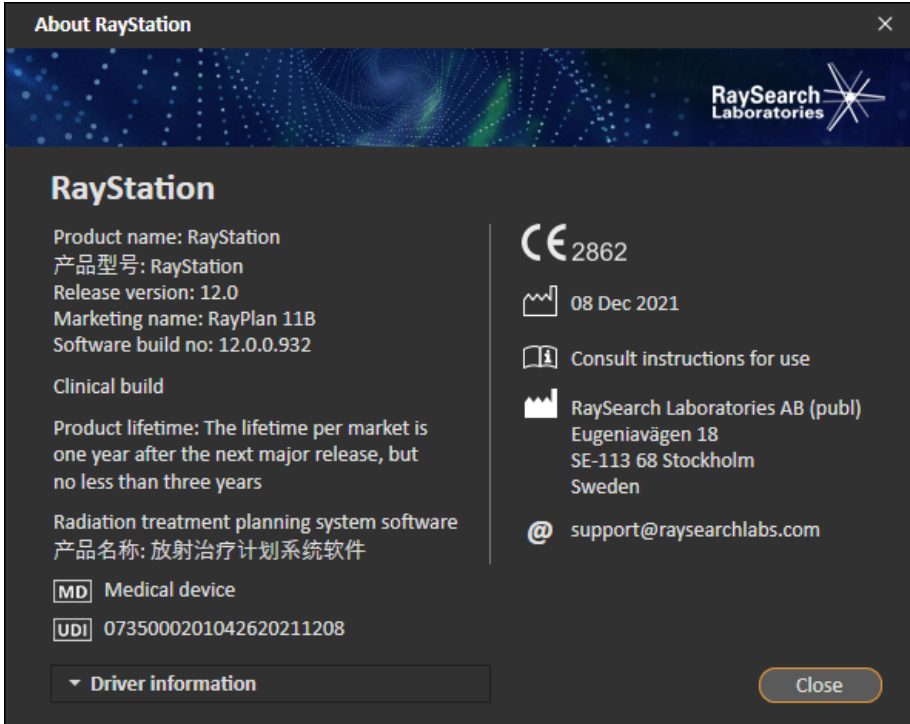 About RayStation
RaySearch
Laboratories
RayStation
Product name: RayStation
产品型号: RayStation
Release version: 12.0
Marketing name: RayPlan 11B
Software build no: 12.0.0.932
Clinical build
Product lifetime: The lifetime per market is
one year after the next major release, but
no less than three years
Radiation treatment planning system software
产品名称: 放射治疗计划系统软件
MD Medical device
UDI 0735000201042620211208
Driver information
CE 2862
08 Dec 2021
Consult instructions for use
RaySearch Laboratories AB (publ)
Eugeniavägen 18
SE-113 68 Stockholm
Sweden
@ support@raysearchlabs.com
Close